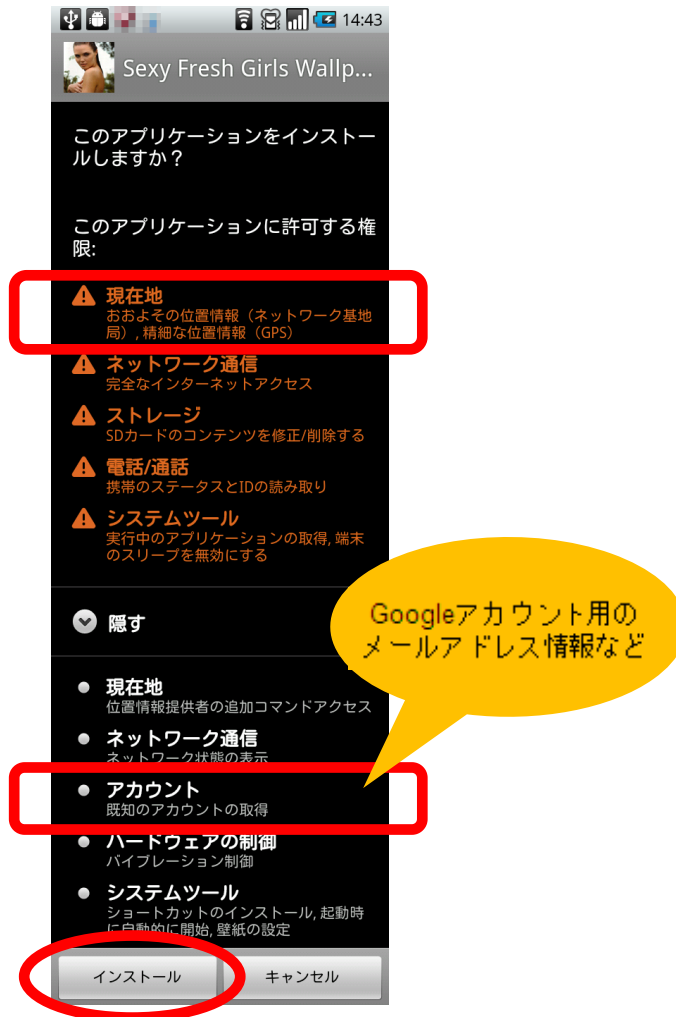 14:43
Sexy Fresh Girls Wallp...
このアプリケーションをインストー
ルしますか？
このアプリケーションに許可する権
限:
現在地
おおよその位置情報（ネットワーク基地
局）, 精細な位置情報（GPS）
ネットワーク通信
完全なインターネットアクセス
ストレージ
SDカードのコンテンツを修正/削除する
電話/通話
携帯のステータスとIDの読み取り
システムツール
実行中のアプリケーションの取得, 端末
のスリープを無効にする
隠す
Googleアカウント用の
メールアドレス情報など
現在地
位置情報提供者の追加コマンドアクセス
ネットワーク通信
ネットワーク状態の表示
アカウント
既知のアカウントの取得
ハードウェアの制御
バイブレーション制御
システムツール
ショートカットのインストール, 起動時
に自動的に開始, 壁紙の設定
インストール
キャンセル